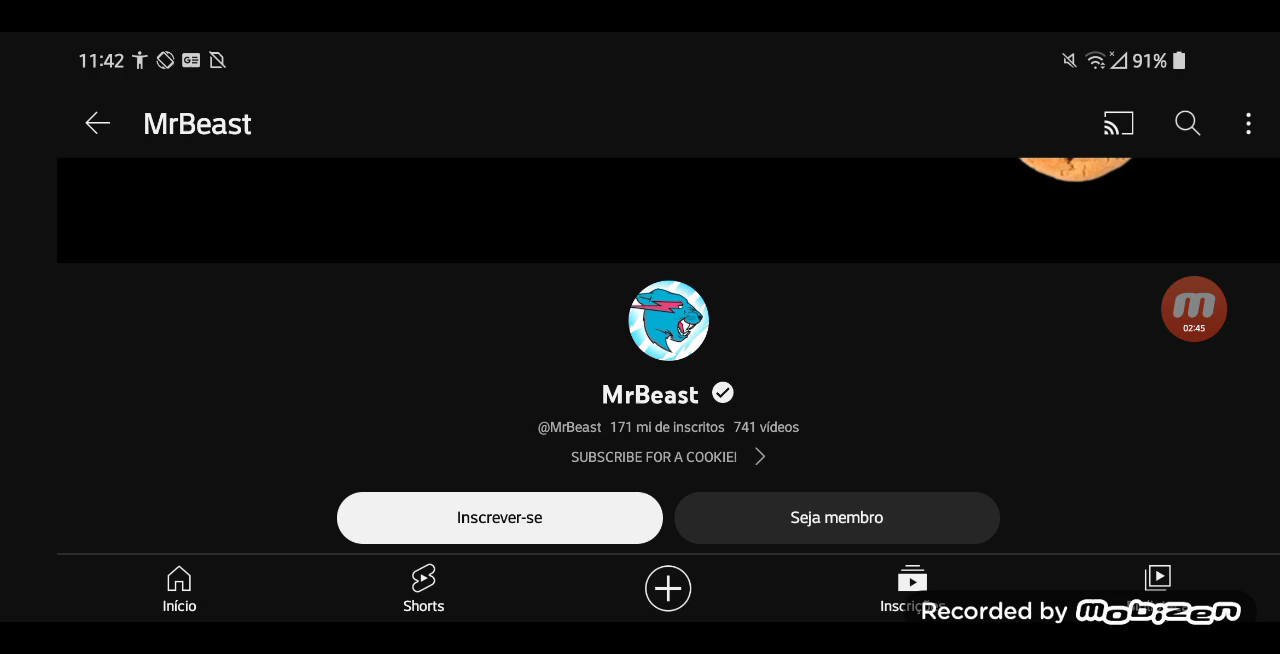 11:42 GE 91%
MrBeast
m
02:45
MrBeast
@MrBeast 171 mi de inscritos 741 vídeos
SUBSCRIBE FOR A COOKIE!
Inscrever-se Seja membro
Início Shorts
Recorded by mobizen